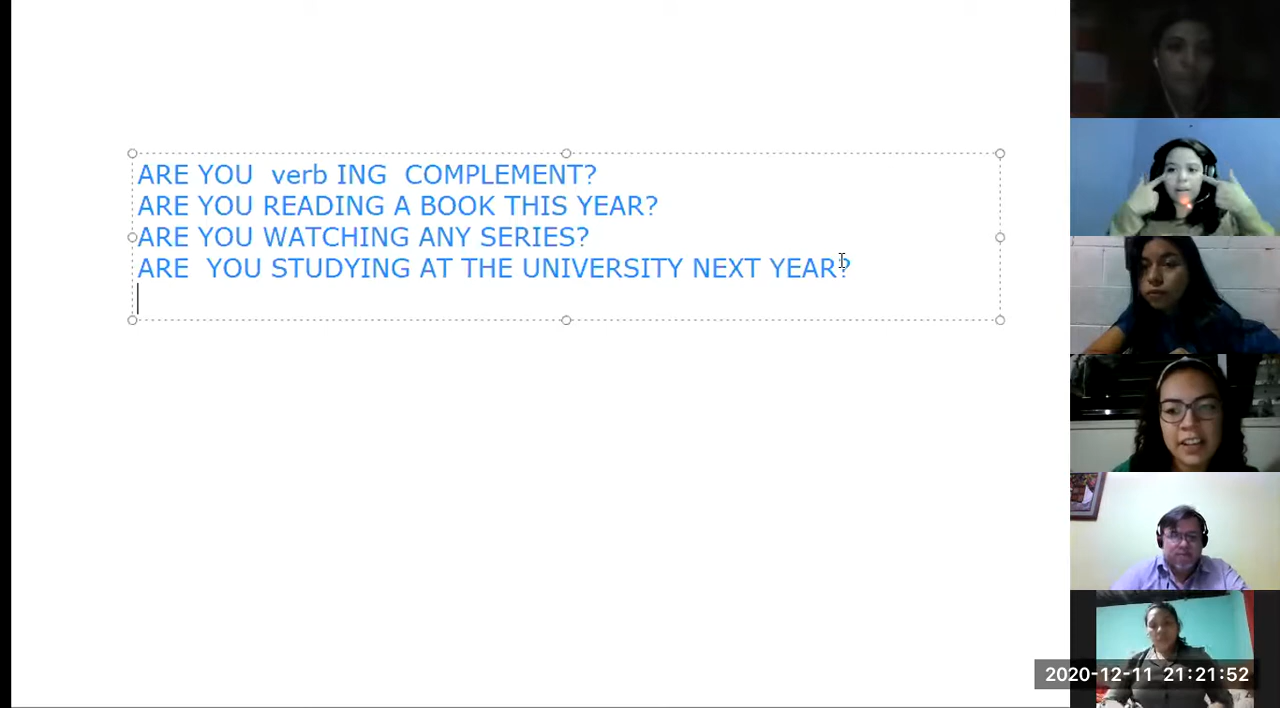 ARE YOU verb ING COMPLEMENT?
ARE YOU READING A BOOK THIS YEAR?
ARE YOU WATCHING ANY SERIES?
ARE YOU STUDYING AT THE UNIVERSITY NEXT YEAR?
2020-12-11 21:21:52